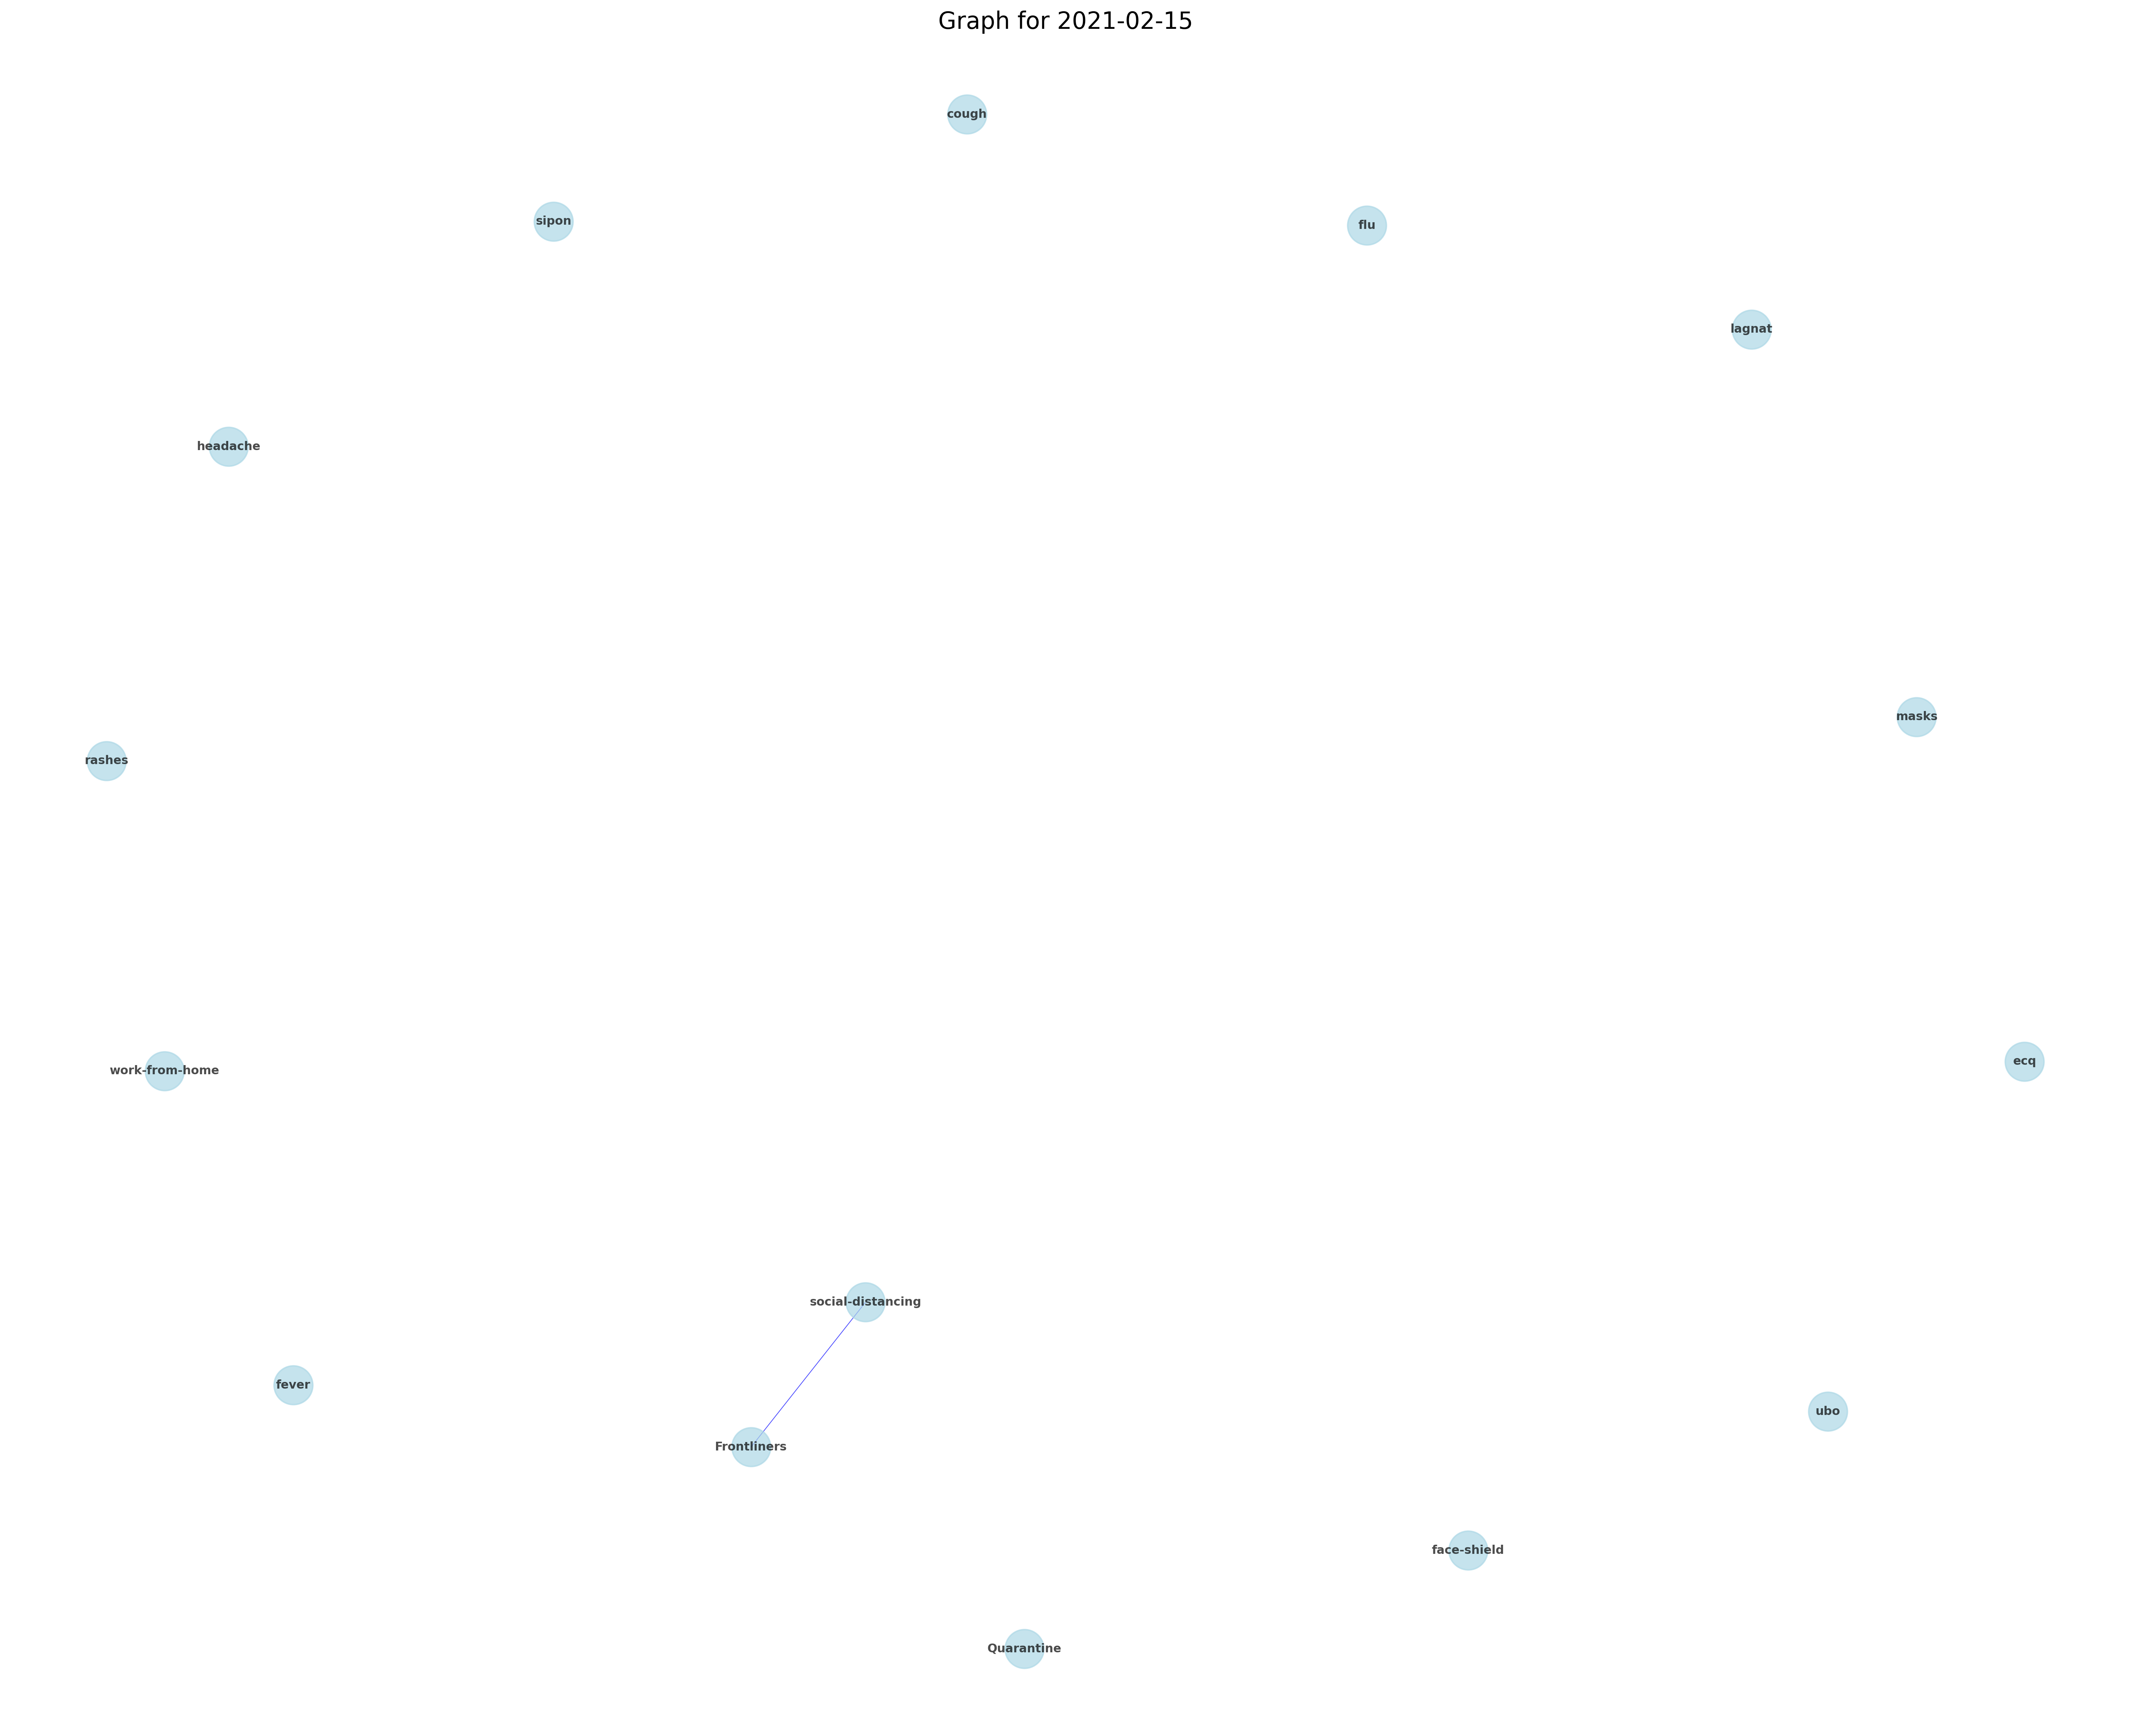 Graph for 2021-02-15
cough
sipon
flu
lagnat
headache
masks
rashes
ecq
work-from-home
social-distancing
fever
ubo
Frontliners
face-shield
Quarantine